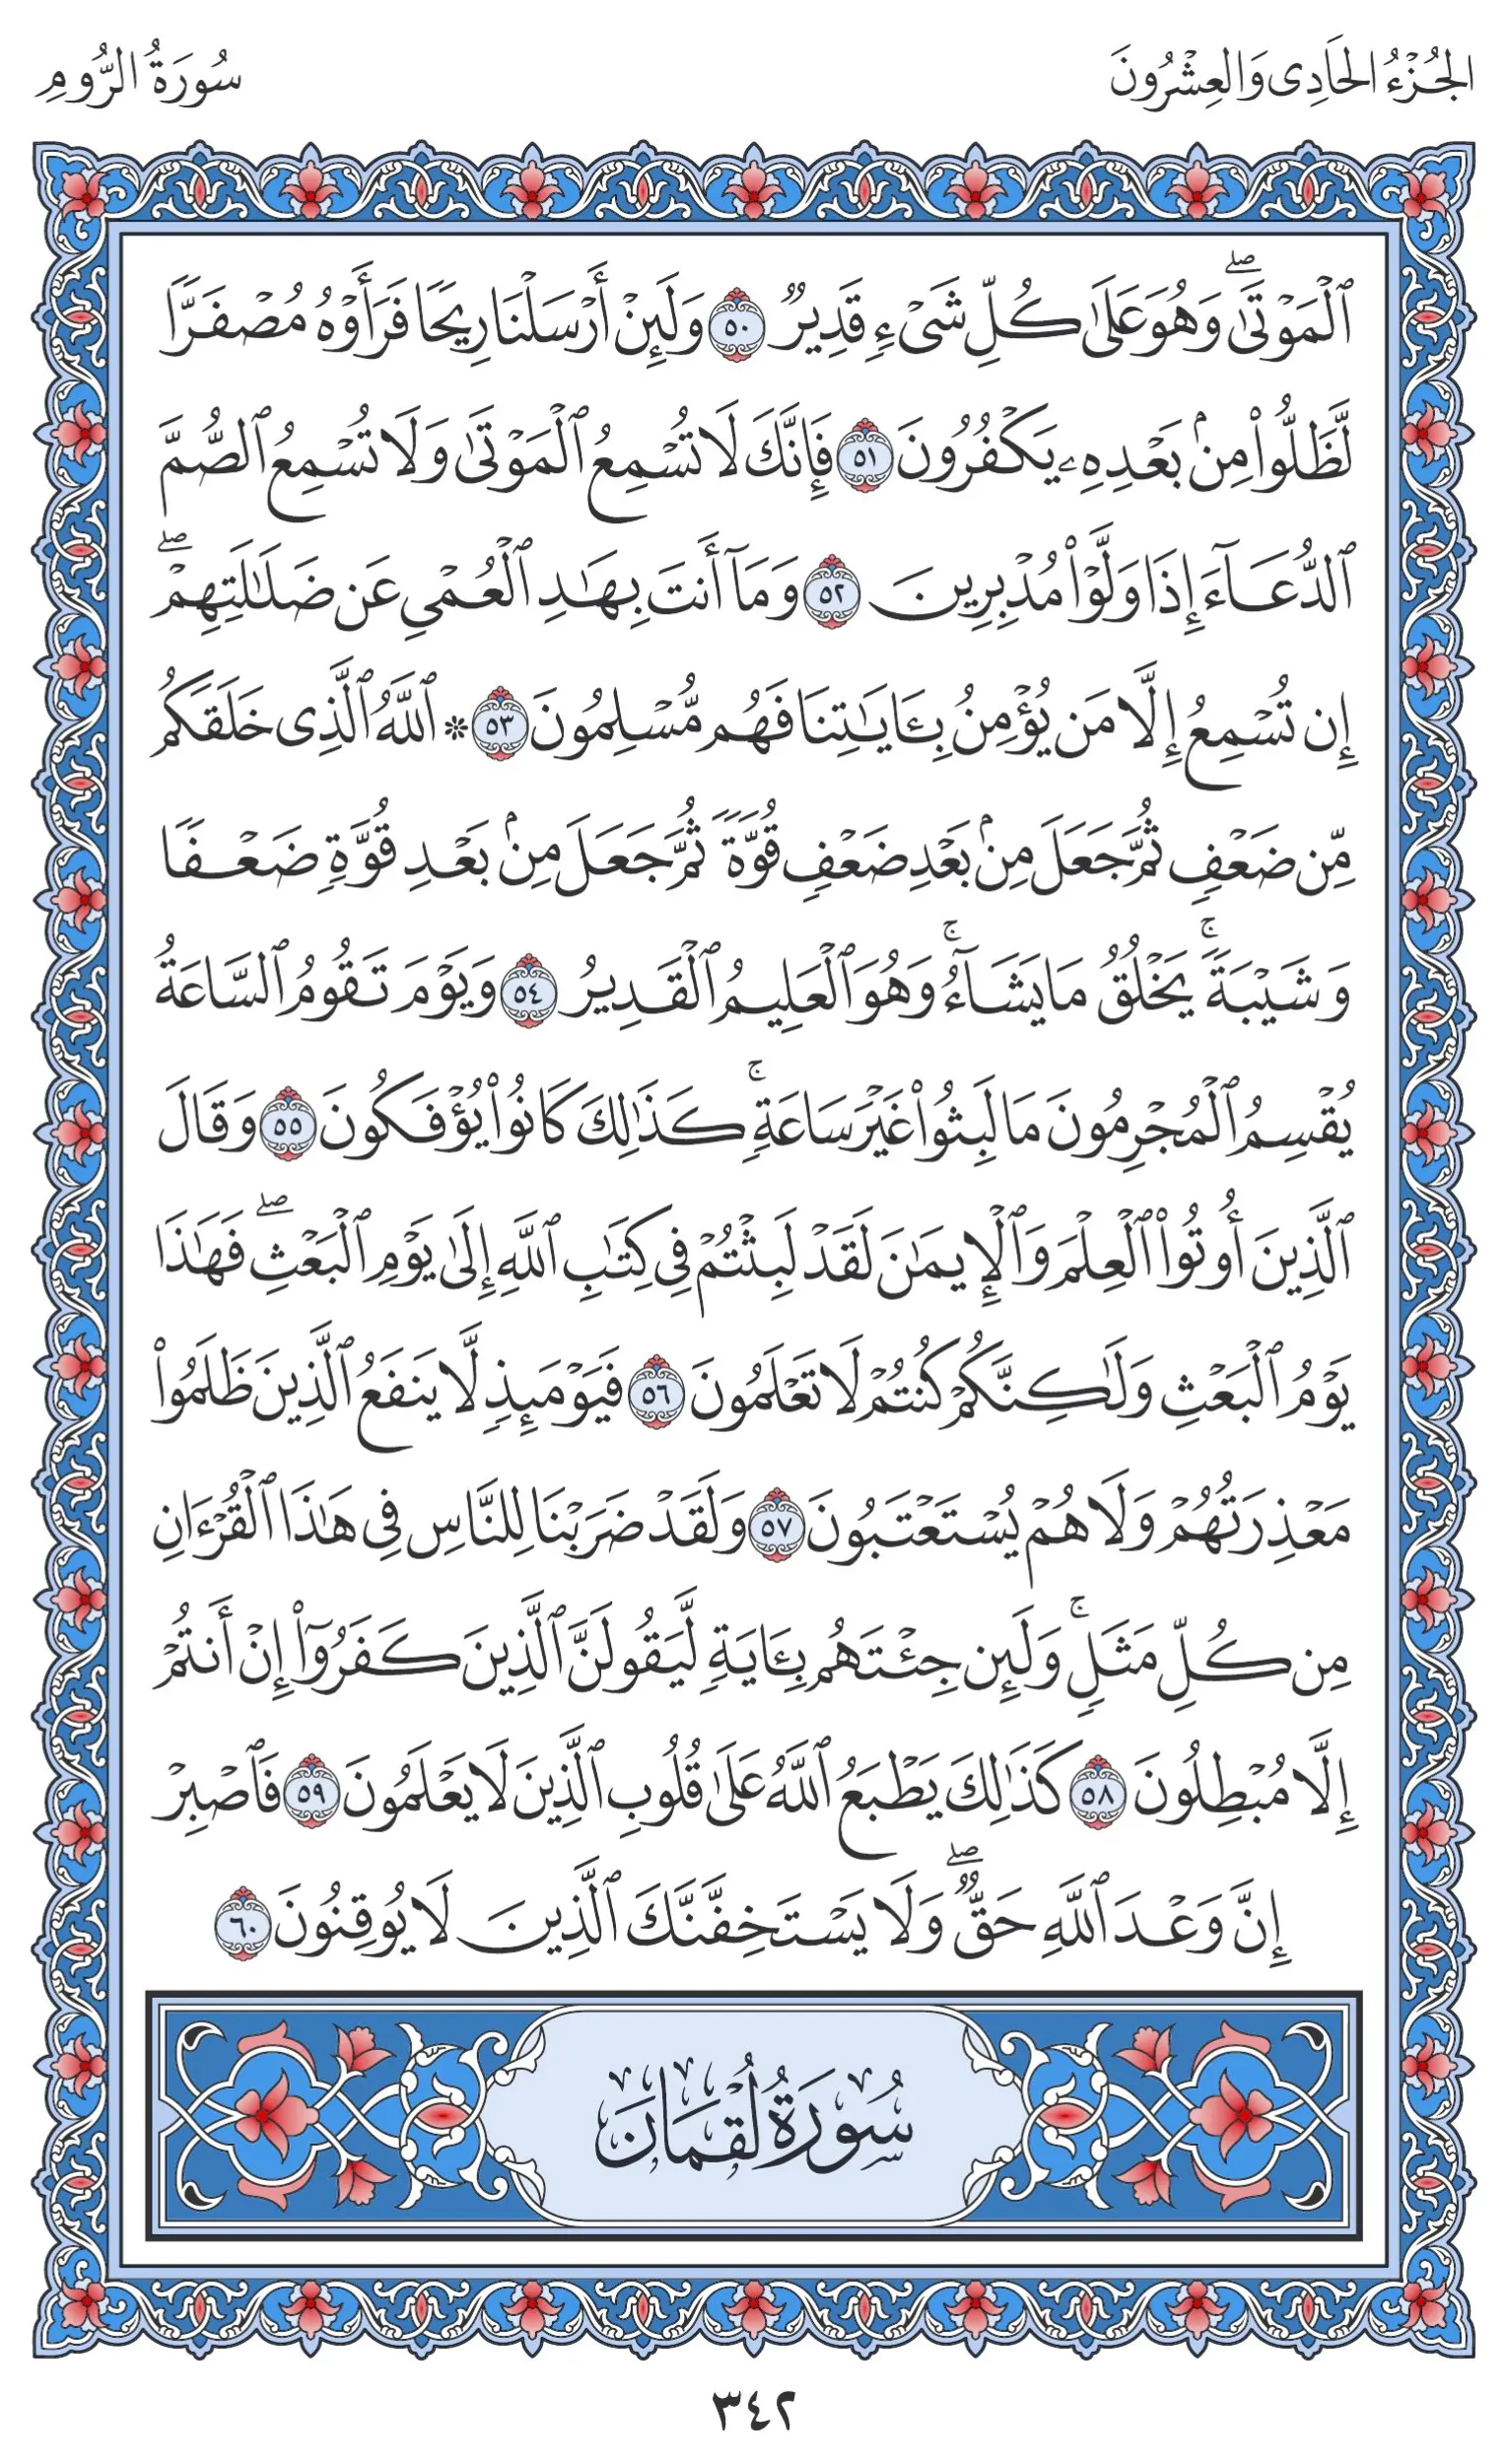 الجُزْءُ الحَادِى وَالعِشْرُونَ
سُورَةُ الرُّومِ
ٱلْمَوْتَىٰۖ وَهُوَ عَلَىٰ كُلِّ شَىْءٍ قَدِيرٌ ٥٠ وَلَئِنْ أَرْسَلْنَا رِيحًا فَرَأَوْهُ مُصْفَرًّا
لَّظَلُّوا۟ مِنۢ بَعْدِهِۦ يَكْفُرُونَ ٥١ فَإِنَّكَ لَا تُسْمِعُ ٱلْمَوْتَىٰ وَلَا تُسْمِعُ ٱلصُّمَّ
ٱلدُّعَآءَ إِذَا وَلَّوْا۟ مُدْبِرِينَ ٥٢ وَمَآ أَنتَ بِهَٰدِ ٱلْعُمْىِ عَن ضَلَٰلَتِهِمْۖ
إِن تُسْمِعُ إِلَّا مَن يُؤْمِنُ بِـَٔايَٰتِنَا فَهُم مُّسْلِمُونَ ٥٣ ۞ ٱللَّهُ ٱلَّذِى خَلَقَكُم
مِّن ضَعْفٍ ثُمَّ جَعَلَ مِنۢ بَعْدِ ضَعْفٍ قُوَّةً ثُمَّ جَعَلَ مِنۢ بَعْدِ قُوَّةٍ ضَعْفًا
وَشَيْبَةًۚ يَخْلُقُ مَا يَشَآءُۚ وَهُوَ ٱلْعَلِيمُ ٱلْقَدِيرُ ٥٤ وَيَوْمَ تَقُومُ ٱلسَّاعَةُ
يُقْسِمُ ٱلْمُجْرِمُونَ مَا لَبِثُوا۟ غَيْرَ سَاعَةٍۚ كَذَٰلِكَ كَانُوا۟ يُؤْفَكُونَ ٥٥ وَقَالَ
ٱلَّذِينَ أُوتُوا۟ ٱلْعِلْمَ وَٱلْإِيمَٰنَ لَقَدْ لَبِثْتُمْ فِى كِتَٰبِ ٱللَّهِ إِلَىٰ يَوْمِ ٱلْبَعْثِۖ فَهَٰذَا
يَوْمُ ٱلْبَعْثِ وَلَٰكِنَّكُمْ كُنتُمْ لَا تَعْلَمُونَ ٥٦ فَيَوْمَئِذٍ لَّا يَنفَعُ ٱلَّذِينَ ظَلَمُوا۟
مَعْذِرَتُهُمْ وَلَا هُمْ يُسْتَعْتَبُونَ ٥٧ وَلَقَدْ ضَرَبْنَا لِلنَّاسِ فِى هَٰذَا ٱلْقُرْءَانِ
مِن كُلِّ مَثَلٍۚ وَلَئِن جِئْتَهُم بِـَٔايَةٍ لَّيَقُولَنَّ ٱلَّذِينَ كَفَرُوٓا۟ إِنْ أَنتُمْ
إِلَّا مُبْطِلُونَ ٥٨ كَذَٰلِكَ يَطْبَعُ ٱللَّهُ عَلَىٰ قُلُوبِ ٱلَّذِينَ لَا يَعْلَمُونَ ٥٩ فَٱصْبِرْ
إِنَّ وَعْدَ ٱللَّهِ حَقٌّۖ وَلَا يَسْتَخِفَّنَّكَ ٱلَّذِينَ لَا يُوقِنُونَ ٦٠
سُورَةُ لُقْمَانَ
٣٤٢